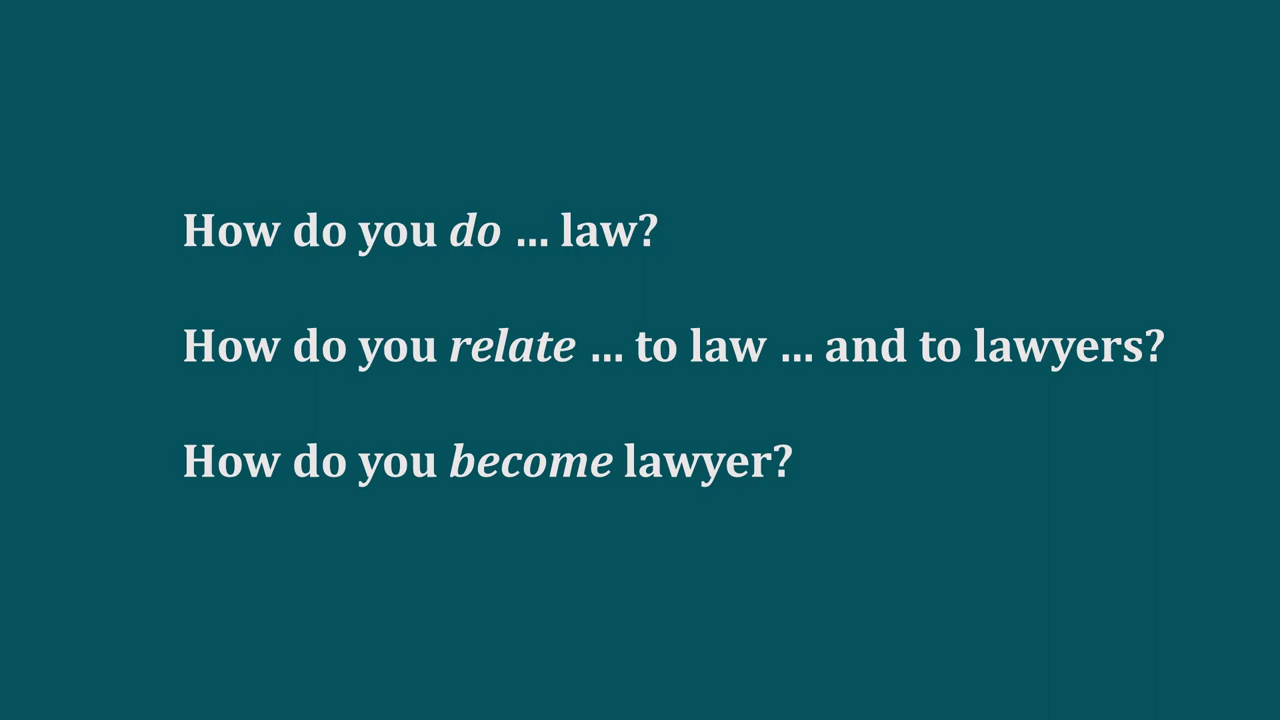 How do you do ... law?
How do you relate ... to law ... and to lawyers?
How do you become lawyer?